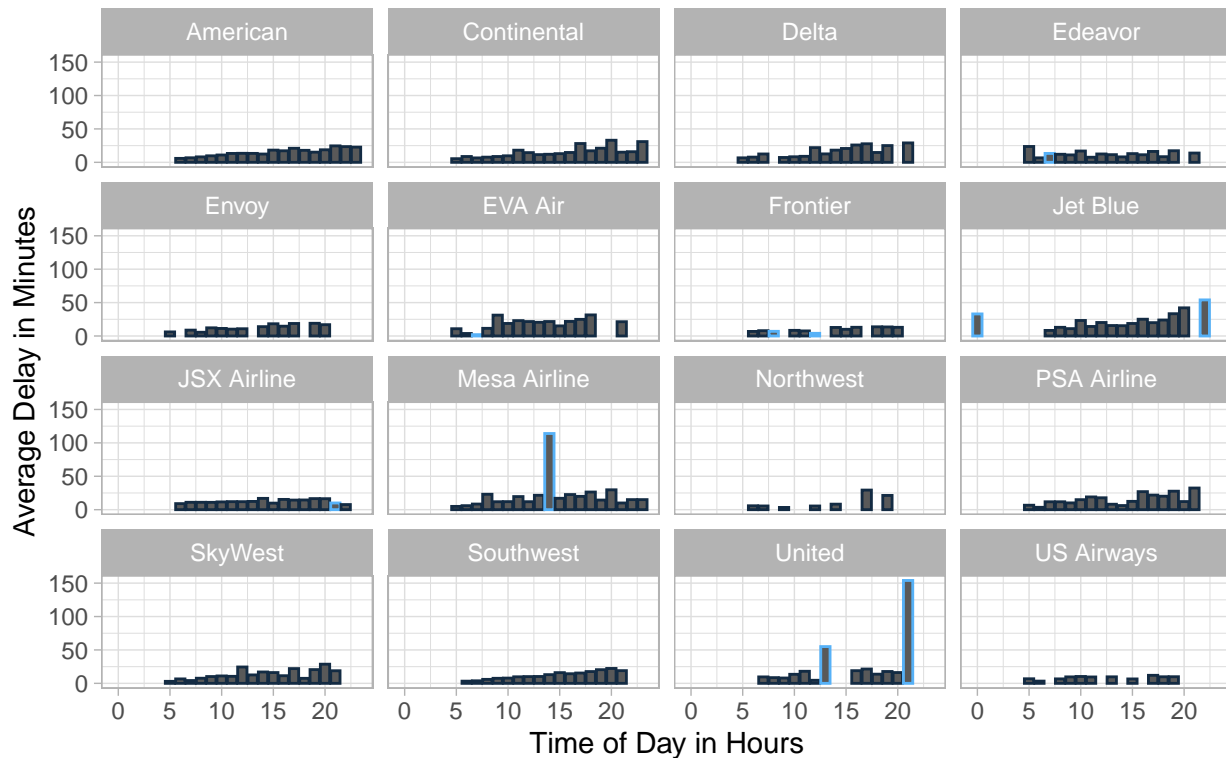 American Continental Delta Edeavor
150
100
50
0
Envoy EVA Air Frontier Jet Blue
150
100
50
0
JSX Airline Mesa Airline Northwest PSA Airline
150
100
50
0
SkyWest Southwest United US Airways
150
100
50
0
0 5 10 15 20 0 5 10 15 20 0 5 10 15 20 0 5 10 15 20
Time of Day in Hours
Average Delay in Minutes